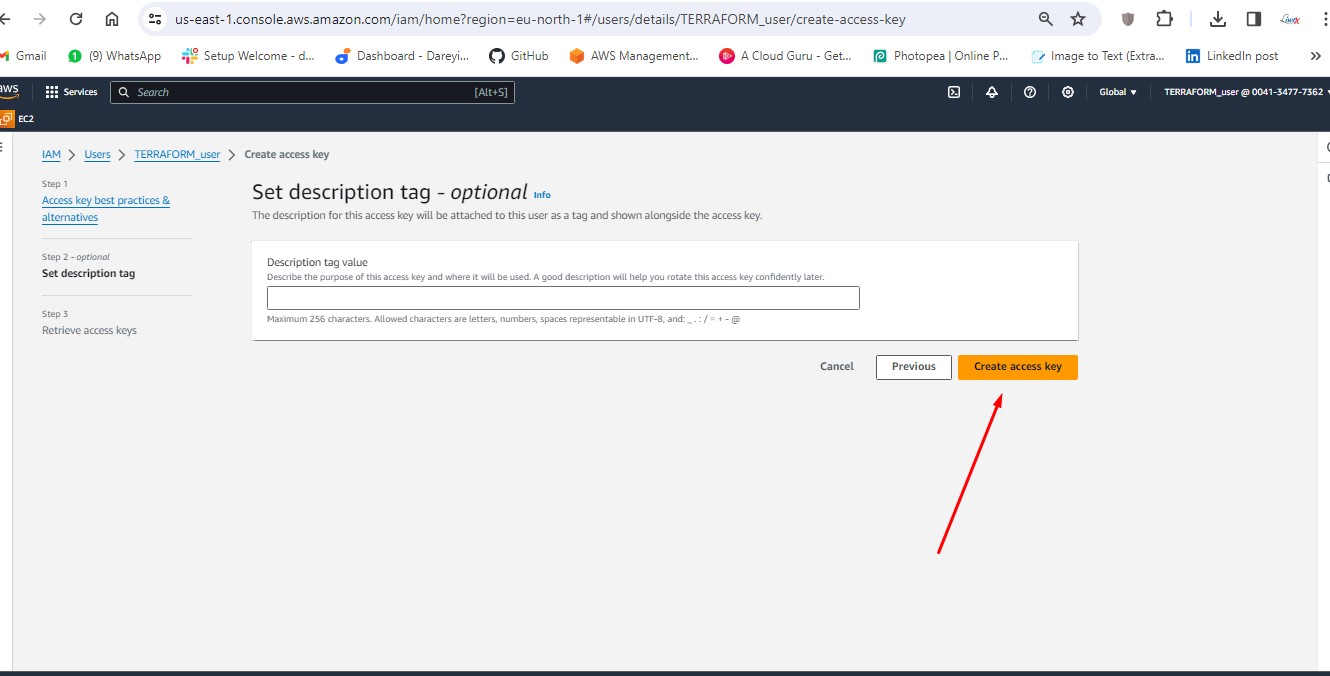 us-east-1.console.aws.amazon.com/iam/home?region=eu-north-1#/users/details/TERRAFORM_user/create-access-key
Gmail (9) WhatsApp Setup Welcome - d... Dashboard - Dareyi... GitHub AWS Management... A Cloud Guru - Get... Photopea | Online P... Image to Text (Extra... LinkedIn post »
aws Services Search [Alt+S] Global TERRAFORM_user @ 0041-3477-7362
EC2
IAM > Users > TERRAFORM_user > Create access key
Step 1
Access key best practices &
alternatives
Step 2 - optional
Set description tag
Step 3
Retrieve access keys
Set description tag - optional Info
The description for this access key will be attached to this user as a tag and shown alongside the access key.
Description tag value
Describe the purpose of this access key and where it will be used. A good description will help you rotate this access key confidently later.
Maximum 256 characters. Allowed characters are letters, numbers, spaces representable in UTF-8, and: _ . : / = + - @
Cancel Previous Create access key